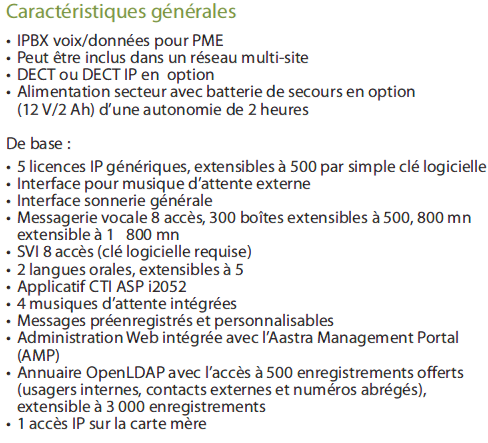 Caractéristiques générales
• IPBX voix/données pour PME
• Peut être inclus dans un réseau multi-site
• DECT ou DECT IP en option
• Alimentation secteur avec batterie de secours en option
(12 V/2 Ah) d’une autonomie de 2 heures
De base :
• 5 licences IP génériques, extensibles à 500 par simple clé logicielle
• Interface pour musique d’attente externe
• Interface sonnerie générale
• Messagerie vocale 8 accès, 300 boîtes extensibles à 500, 800 mn
extensible à 1 800 mn
• SVI 8 accès (clé logicielle requise)
• 2 langues orales, extensibles à 5
• Applicatif CTI ASP i2052
• 4 musiques d’attente intégrées
• Messages préenregistrés et personnalisables
• Administration Web intégrée avec l’Aastra Management Portal
(AMP)
• Annuaire OpenLDAP avec l’accès à 500 enregistrements offerts
(usagers internes, contacts externes et numéros abrégés),
extensible à 3 000 enregistrements
• 1 accès IP sur la carte mère